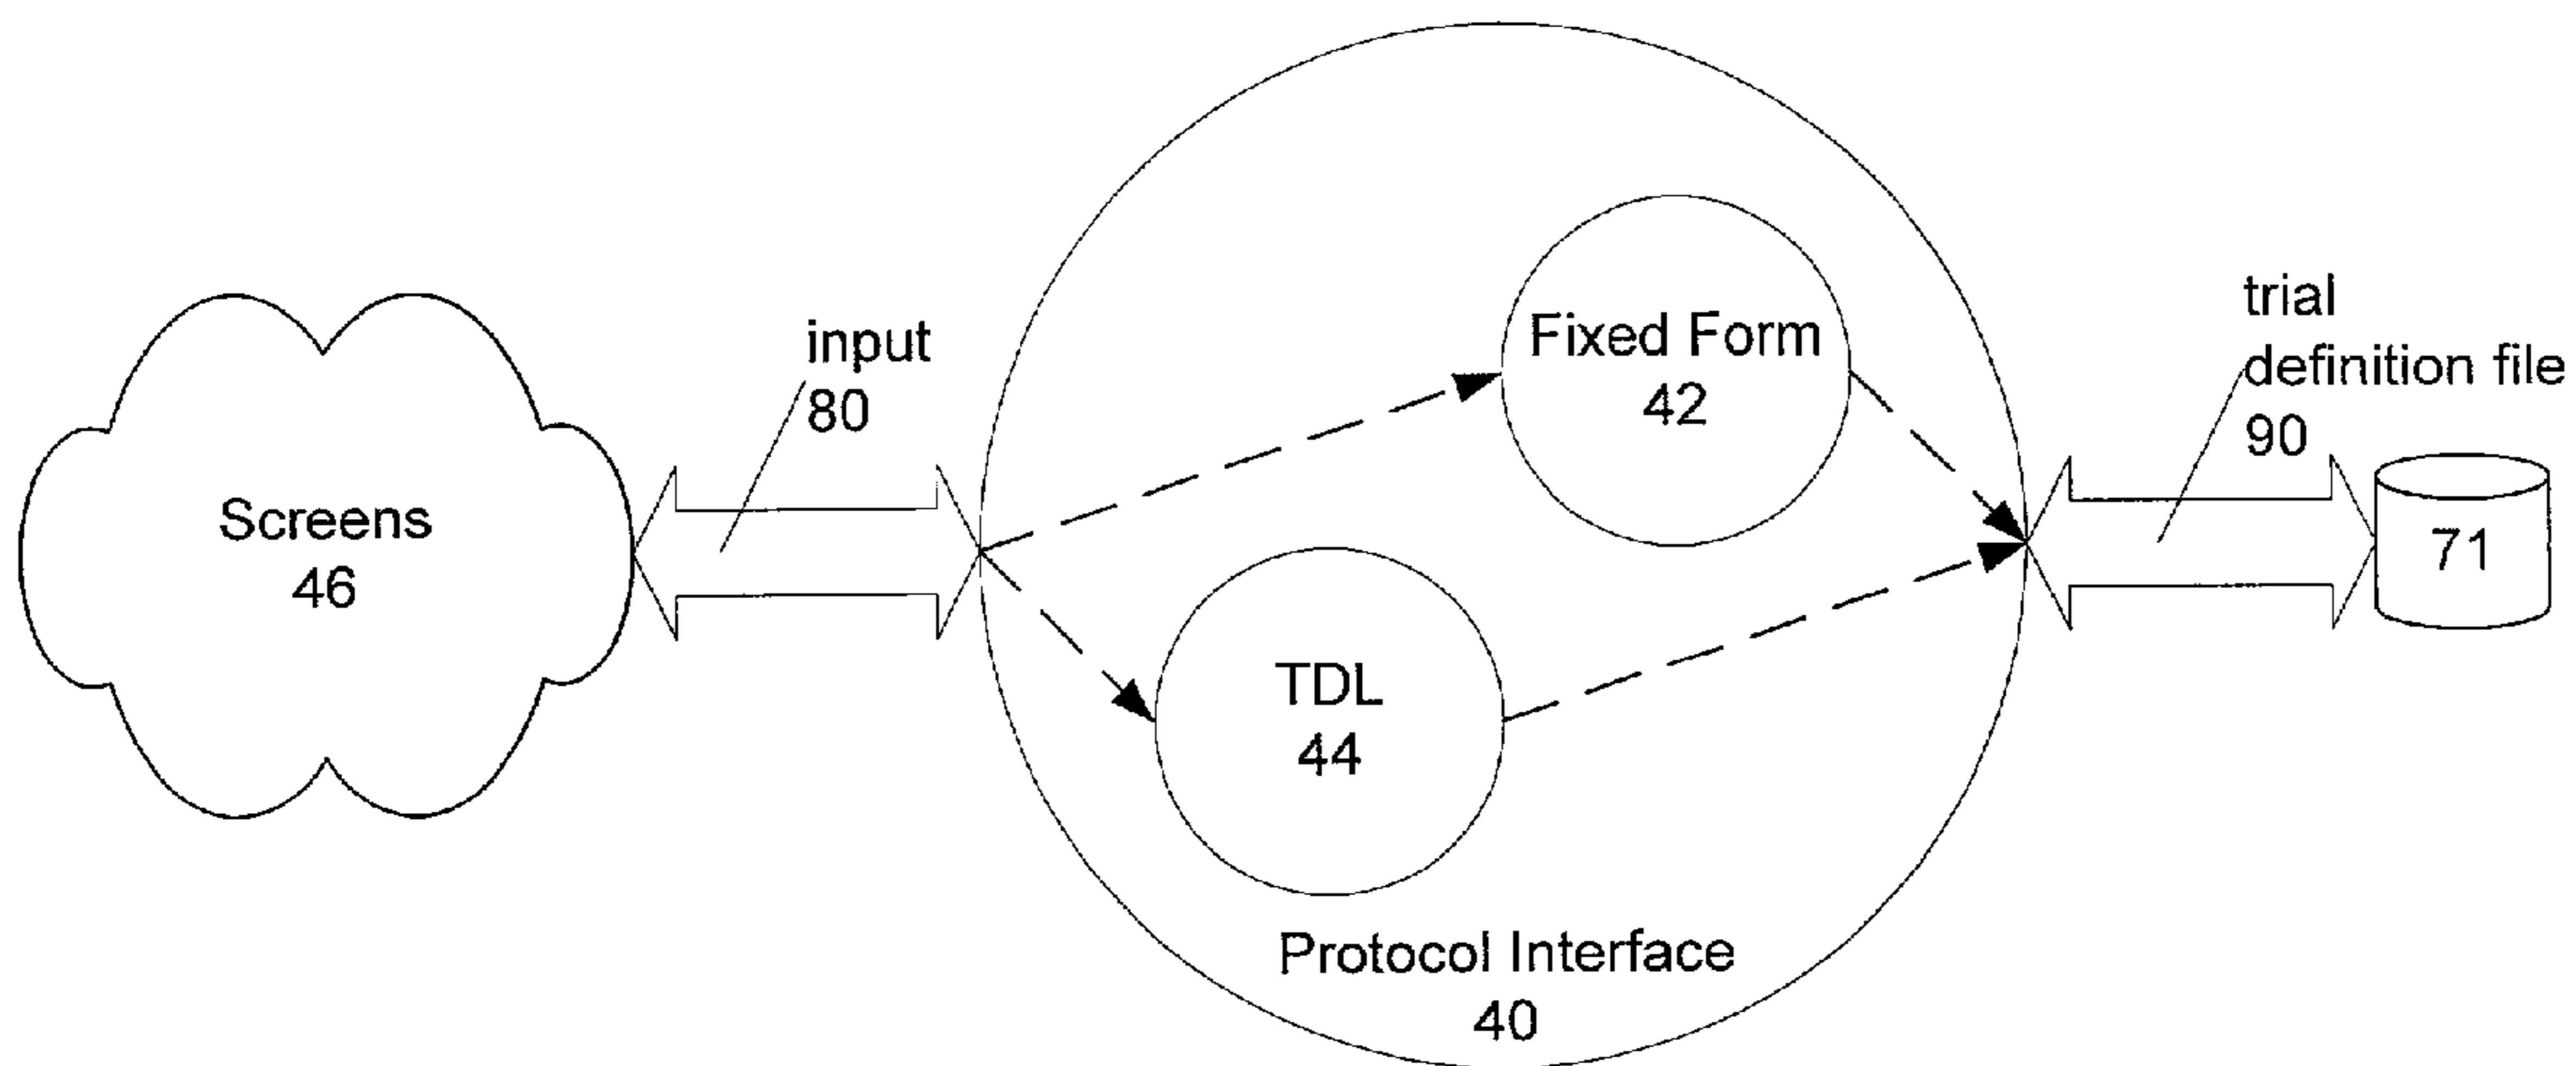 Screens
46
input
80
Fixed Form
42
TDL
44
Protocol Interface
40
trial
definition file
90
71